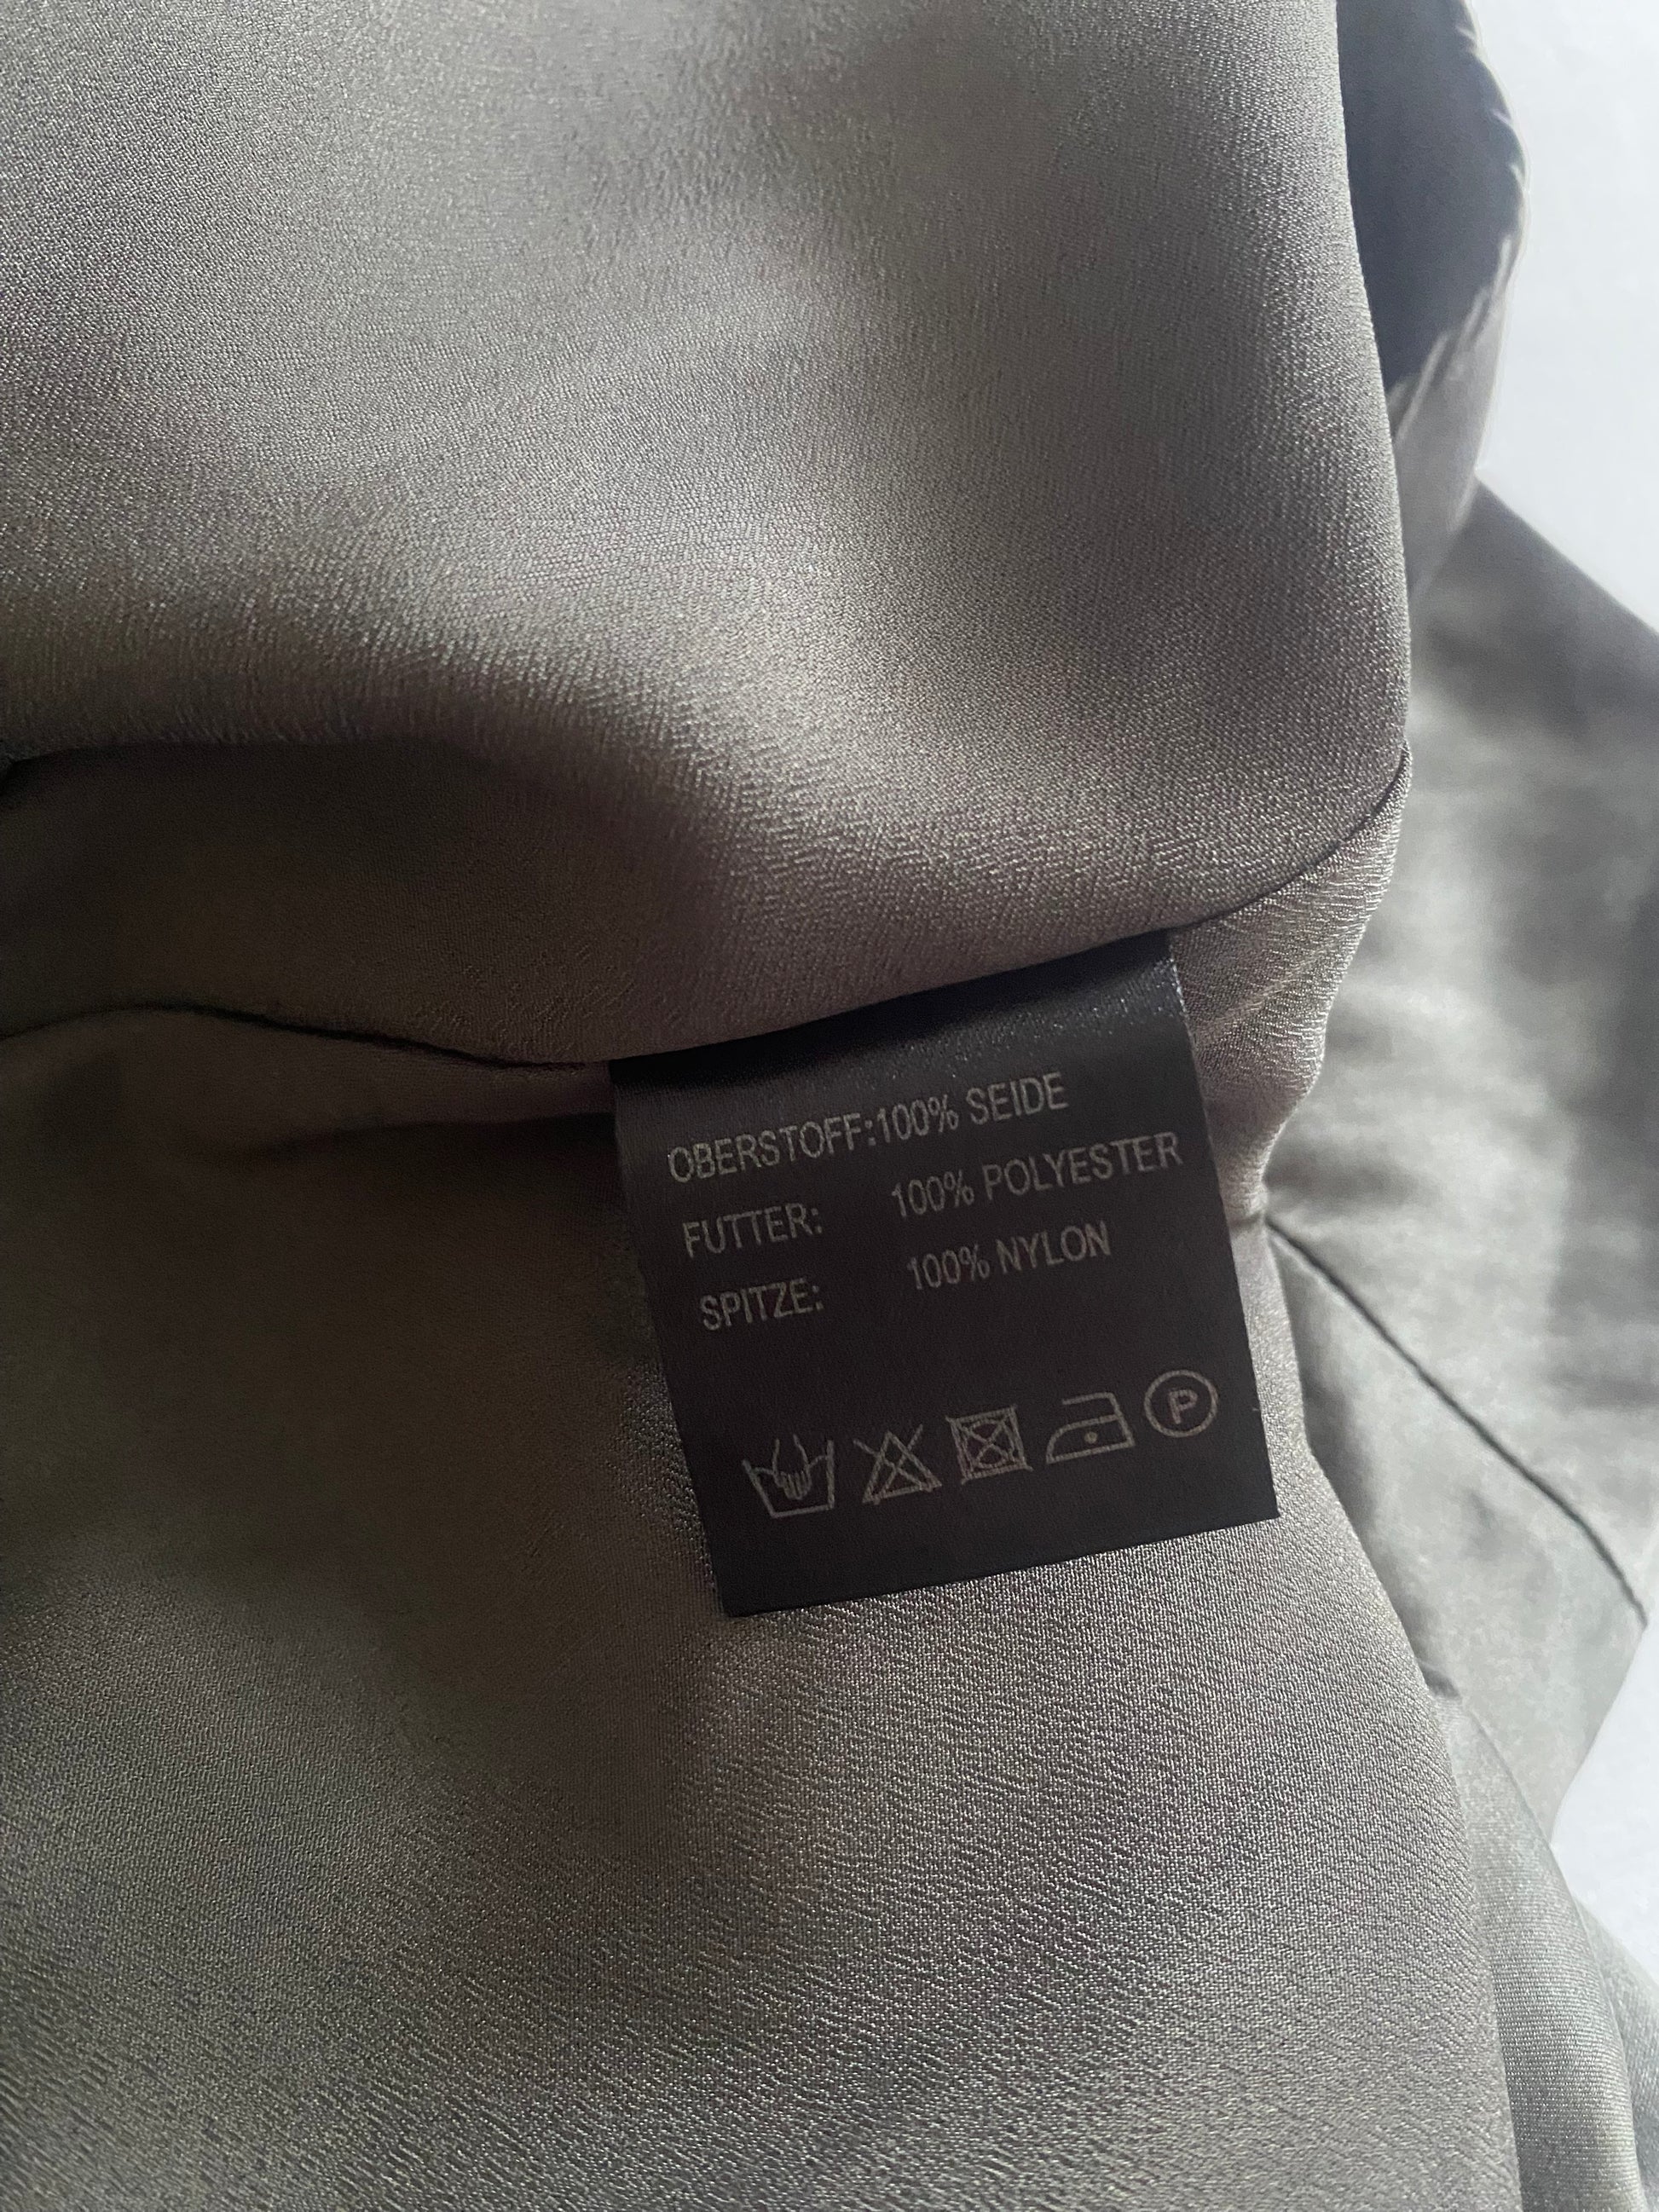 OBERSTOFF:100% SEIDE
FUTTER: 100% POLYESTER
SPITZE: 100% NYLON
P